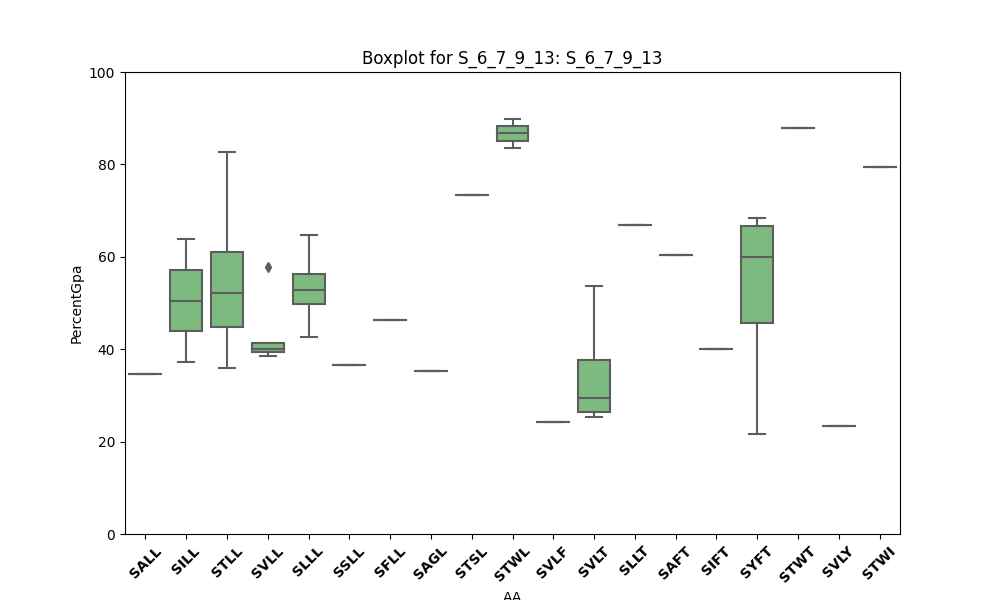 Boxplot for S_6_7_9_13: S_6_7_9_13
PercentGpa
100
80
60
40
20
0
SALL SILL STLL SVLL SLLL SSLL SFLL SAGL STSL STWL SVLF SVLT SLLT SAFT SIFT SYFT STWT SVLY STWI
AA